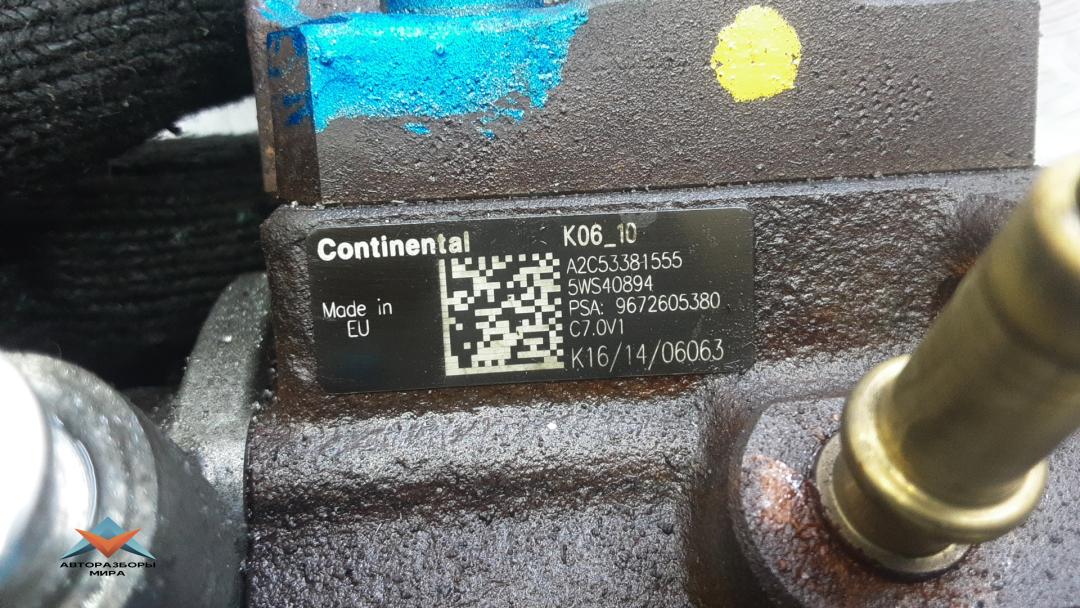 Continental
Made in
EU
K06_10
A2C53381555
5WS40894
PSA: 9672605380
C7.0V1
K16/14/06063
АВТОРАЗБОРЫ
МИРА